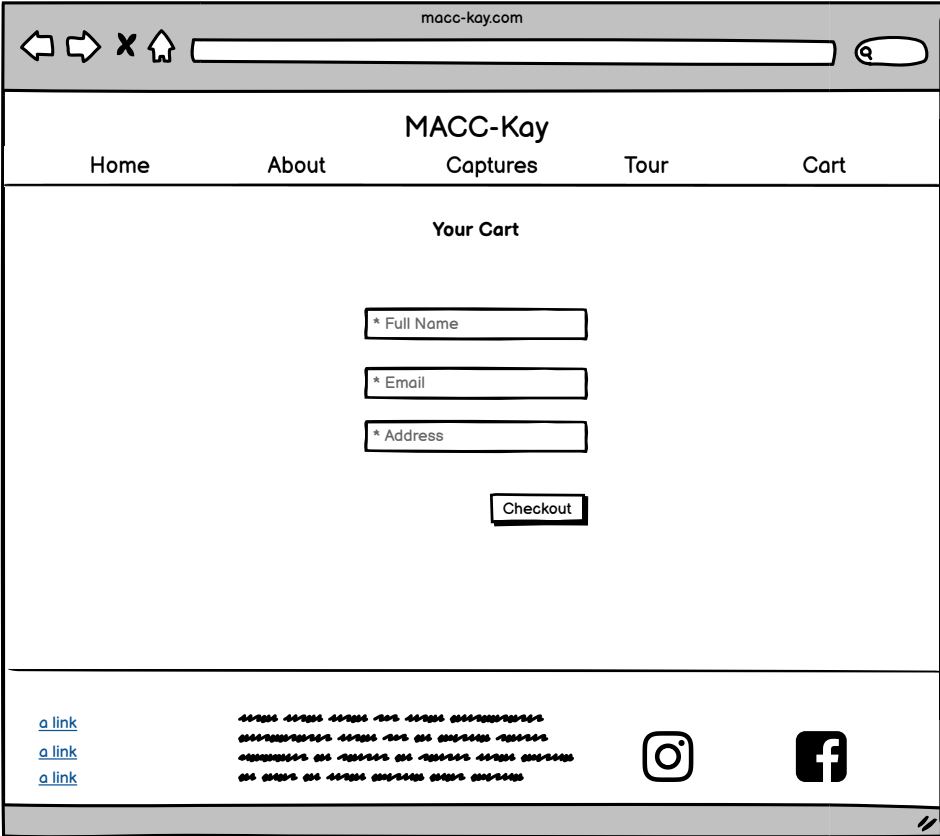 macc-kay.com
MACC-Kay
Home About Captures Tour Cart
Your Cart
* Full Name
* Email
* Address
Checkout
a link
a link
a link